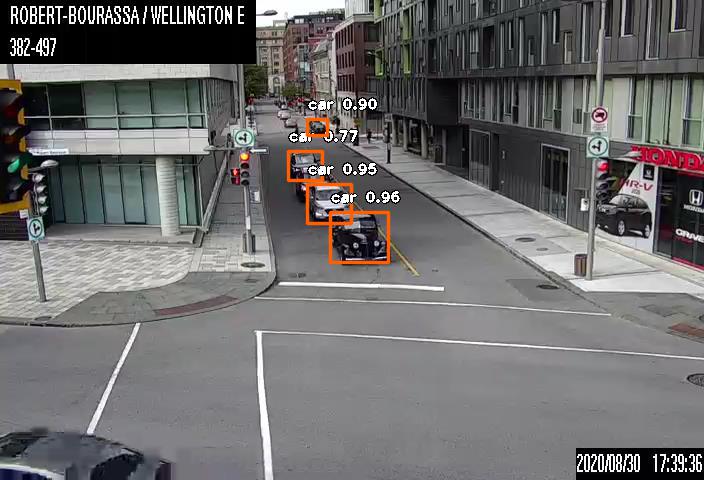 ROBERT-BOURASSA / WELLINGTON E
382-497
car 0.90
car 0.77
car 0.95
car 0.96
HONDA
HR-V
HONDA
2020/08/30 17:39:36